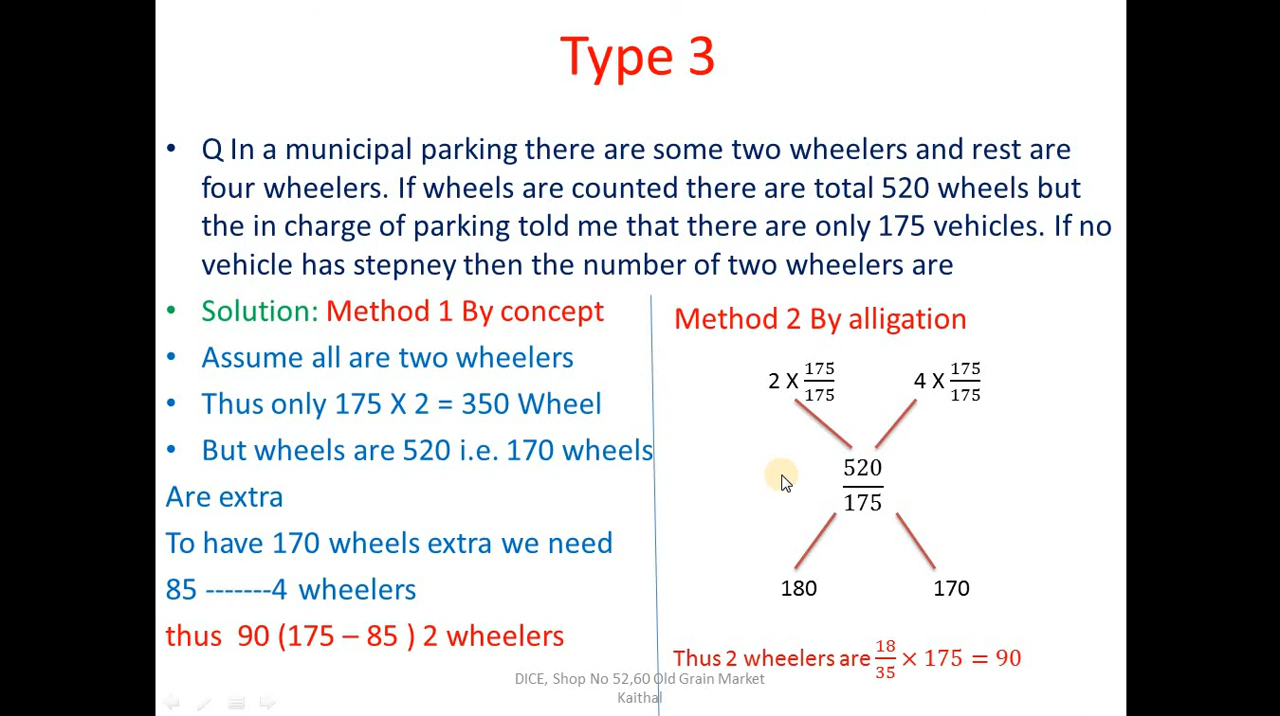 Type 3
• Q In a municipal parking there are some two wheelers and rest are
four wheelers. If wheels are counted there are total 520 wheels but
the in charge of parking told me that there are only 175 vehicles. If no
vehicle has stepney then the number of two wheelers are
• Solution: Method 1 By concept
• Assume all are two wheelers
• Thus only 175 X 2 = 350 Wheel
• But wheels are 520 i.e. 170 wheels
Are extra
To have 170 wheels extra we need
85 -------4 wheelers
thus 90 (175 – 85 ) 2 wheelers
Method 2 By alligation
2 X 175/175 4 X 175/175
520/175
180 170
Thus 2 wheelers are 18/35 × 175 = 90
DICE, Shop No 52,60 Old Grain Market
Kaithal